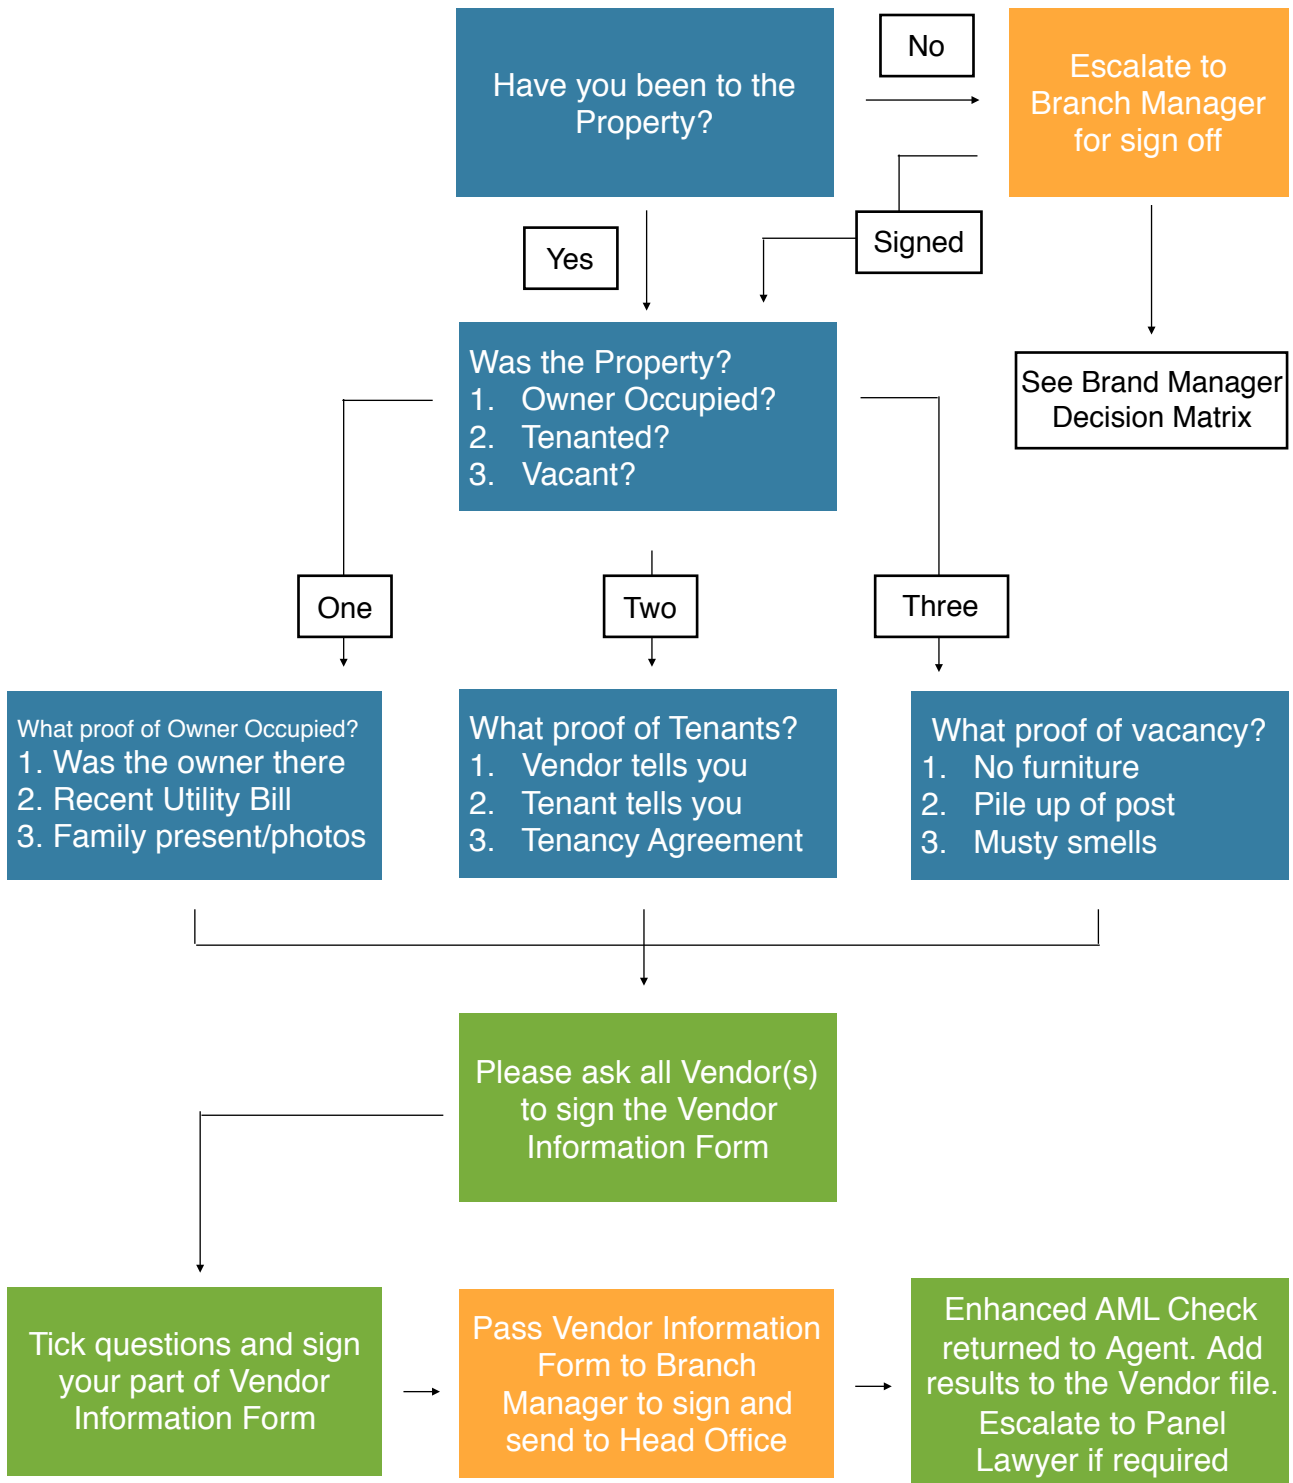 Have you been to the
Property?
No
Escalate to
Branch Manager
for sign off
Yes
Signed
Was the Property?
1. Owner Occupied?
2. Tenanted?
3. Vacant?
See Brand Manager
Decision Matrix
One
Two
Three
What proof of Owner Occupied?
1. Was the owner there
2. Recent Utility Bill
3. Family present/photos
What proof of Tenants?
1. Vendor tells you
2. Tenant tells you
3. Tenancy Agreement
What proof of vacancy?
1. No furniture
2. Pile up of post
3. Musty smells
Please ask all Vendor(s)
to sign the Vendor
Information Form
Tick questions and sign
your part of Vendor
Information Form
Pass Vendor Information
Form to Branch
Manager to sign and
send to Head Office
Enhanced AML Check
returned to Agent. Add
results to the Vendor file.
Escalate to Panel
Lawyer if required